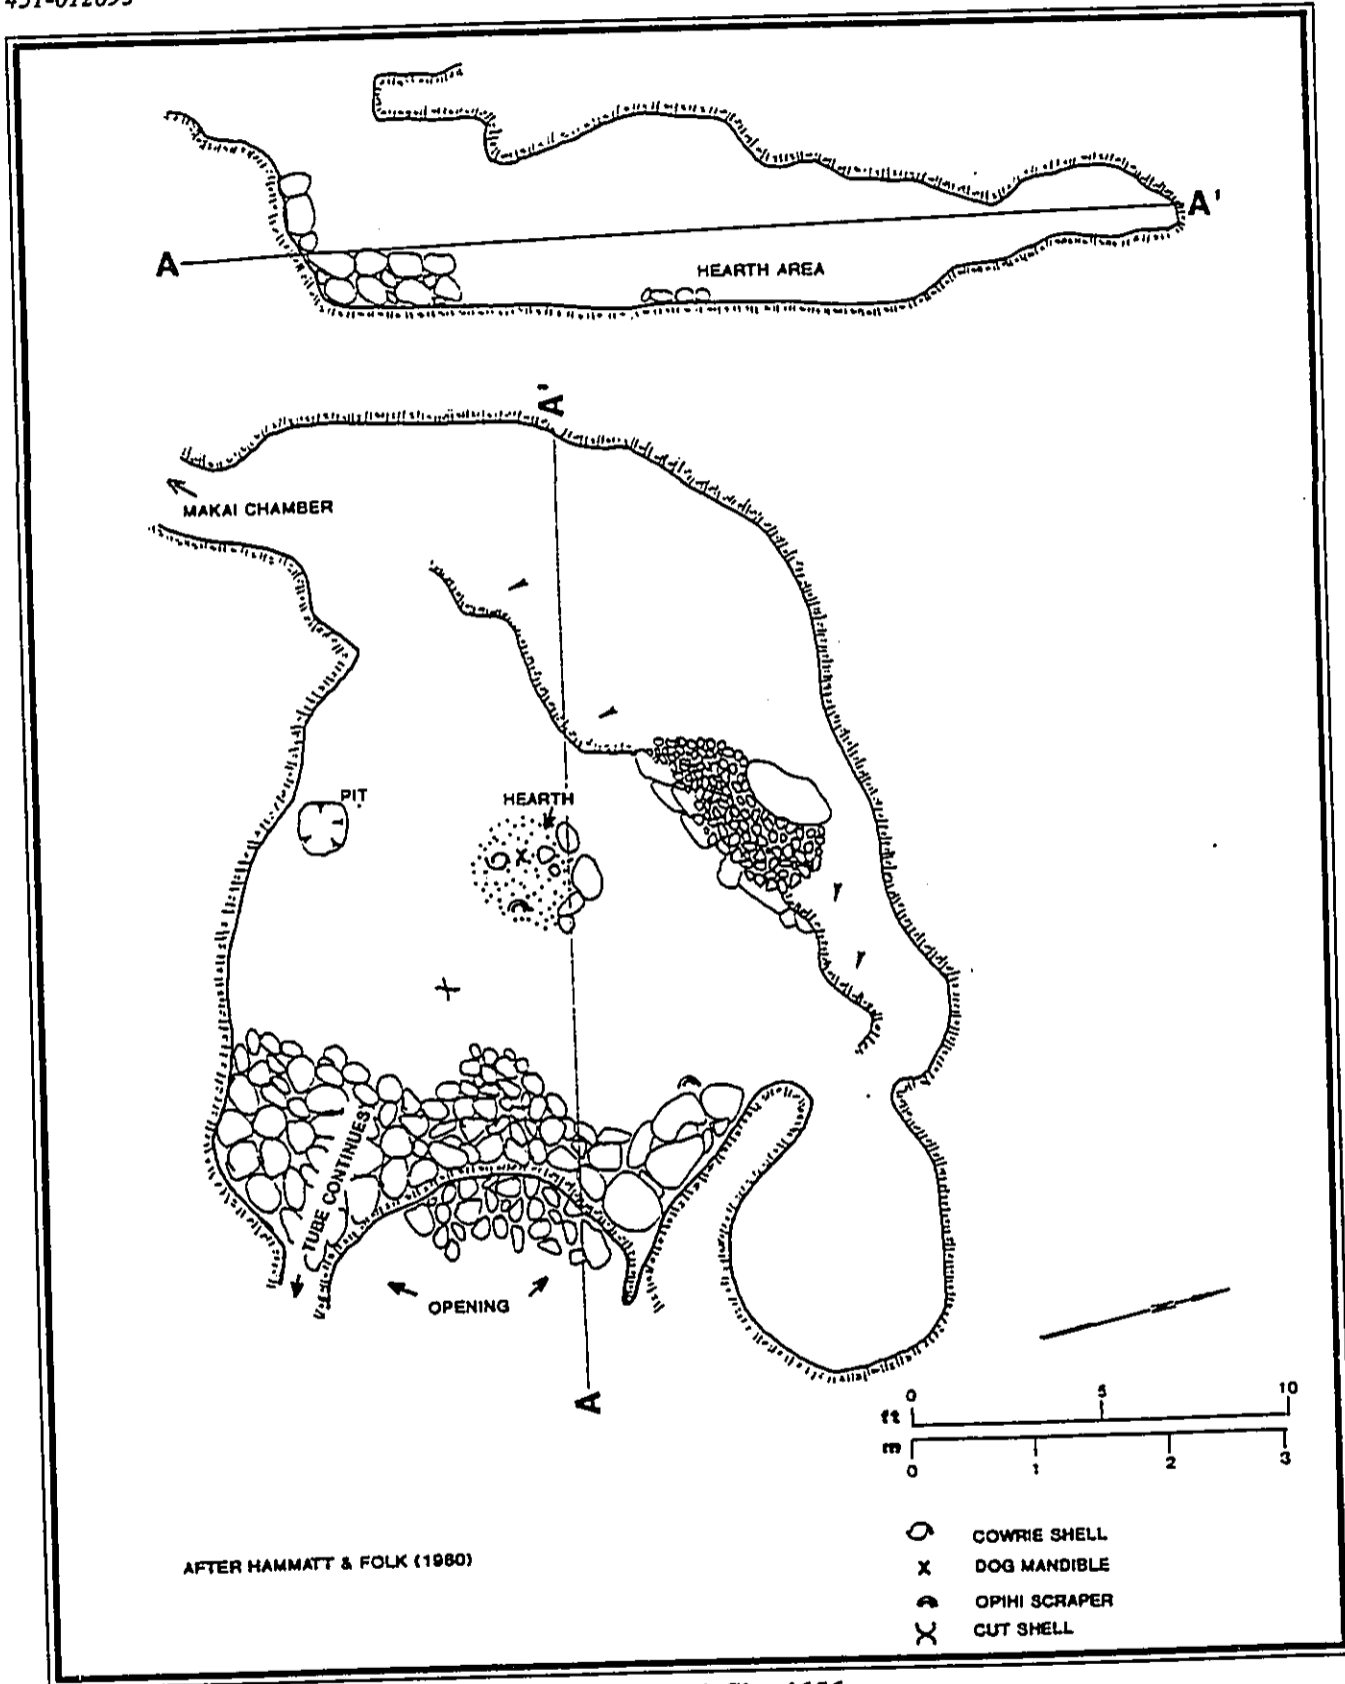 A
A'
HEARTH AREA
A'
MAKAI CHAMBER
PIT
HEARTH
TUBE CONTINUES
OPENING
A
0 5 10
ft
m
0 1 2 3
COWRIE SHELL
DOG MANDIBLE
OPIHI SCRAPER
CUT SHELL
AFTER HAMMATT & FOLK (1980)